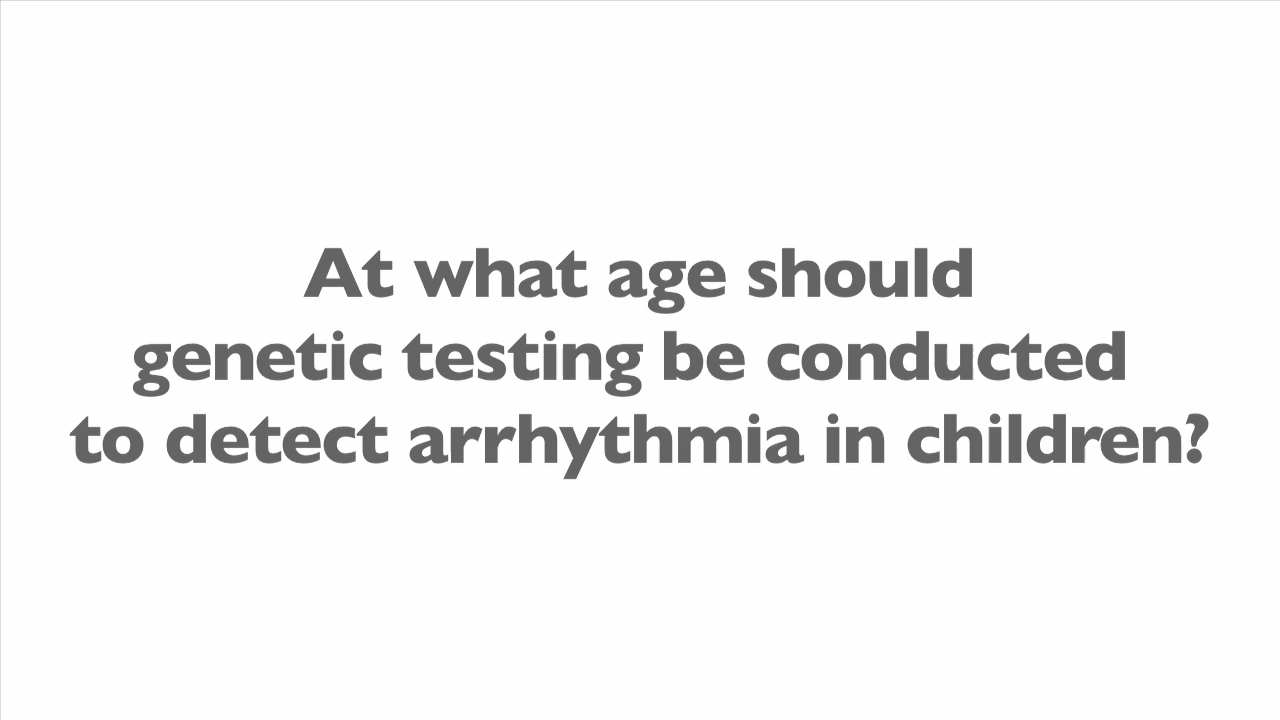 At what age should
genetic testing be conducted
to detect arrhythmia in children?